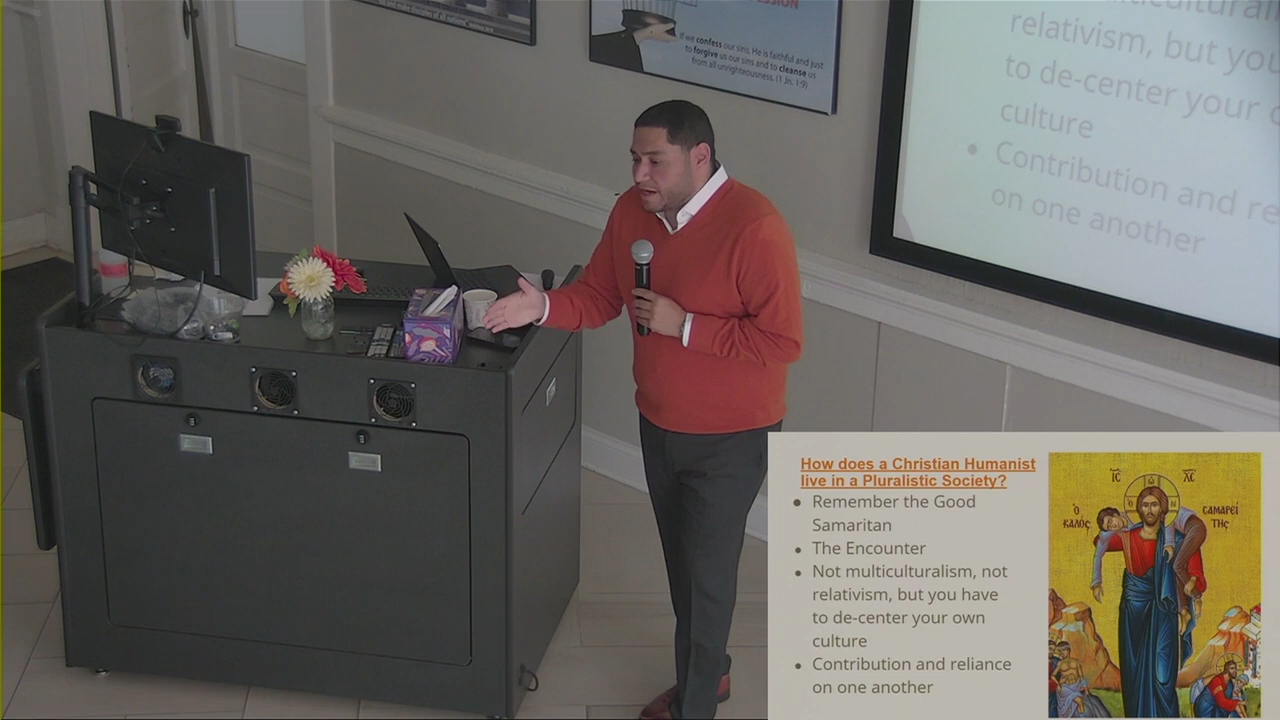 If we confess our sins, He is faithful and just
to forgive us our sins and to cleanse us
from all unrighteousness. (1 Jn. 1:9)
relativism, but you
to de-center your
culture
• Contribution and re
on one another
How does a Christian Humanist
live in a Pluralistic Society?
• Remember the Good
Samaritan
• The Encounter
• Not multiculturalism, not
relativism, but you have
to de-center your own
culture
• Contribution and reliance
on one another
IC XC
ὁ ΚΑΛΌС
САΜΑΡΕΊ
ΤΗС